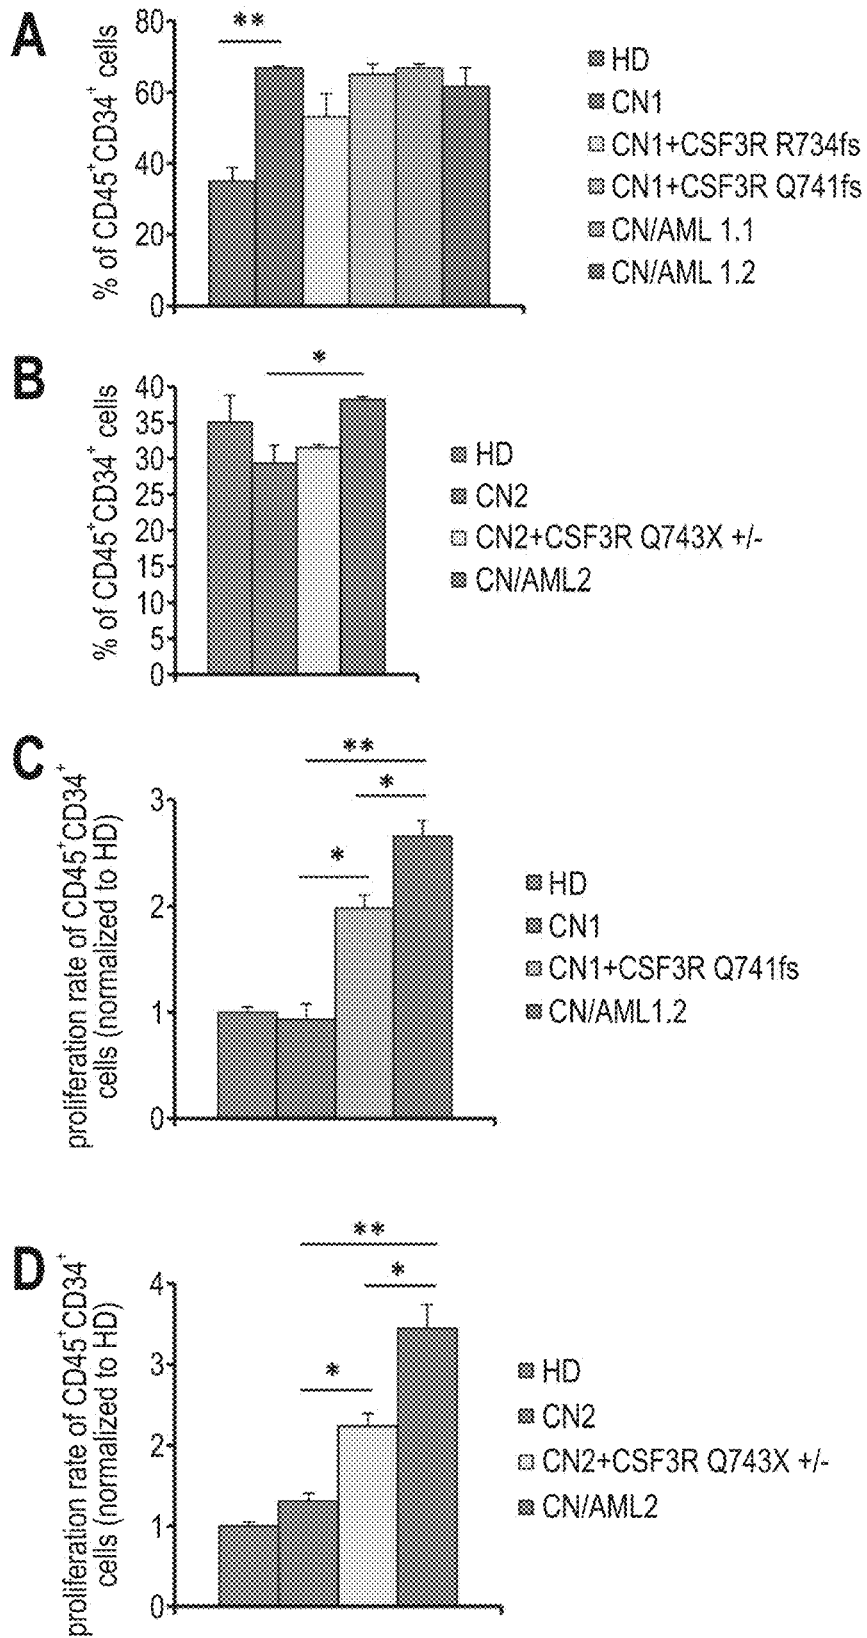 A
**
80
60
40
20
0
% of CD45+CD34+ cells
HD
CN1
CN1+CSF3R R734fs
CN1+CSF3R Q741fs
CN/AML 1.1
CN/AML 1.2
B
*
40
35
30
25
20
15
10
5
0
% of CD45+CD34+ cells
HD
CN2
CN2+CSF3R Q743X +/-
CN/AML2
C
**
*
*
3
2
1
0
proliferation rate of CD45+CD34+
cells (normalized to HD)
HD
CN1
CN1+CSF3R Q741fs
CN/AML1.2
D
**
*
*
4
3
2
1
0
proliferation rate of CD45+CD34+
cells (normalized to HD)
HD
CN2
CN2+CSF3R Q743X +/-
CN/AML2